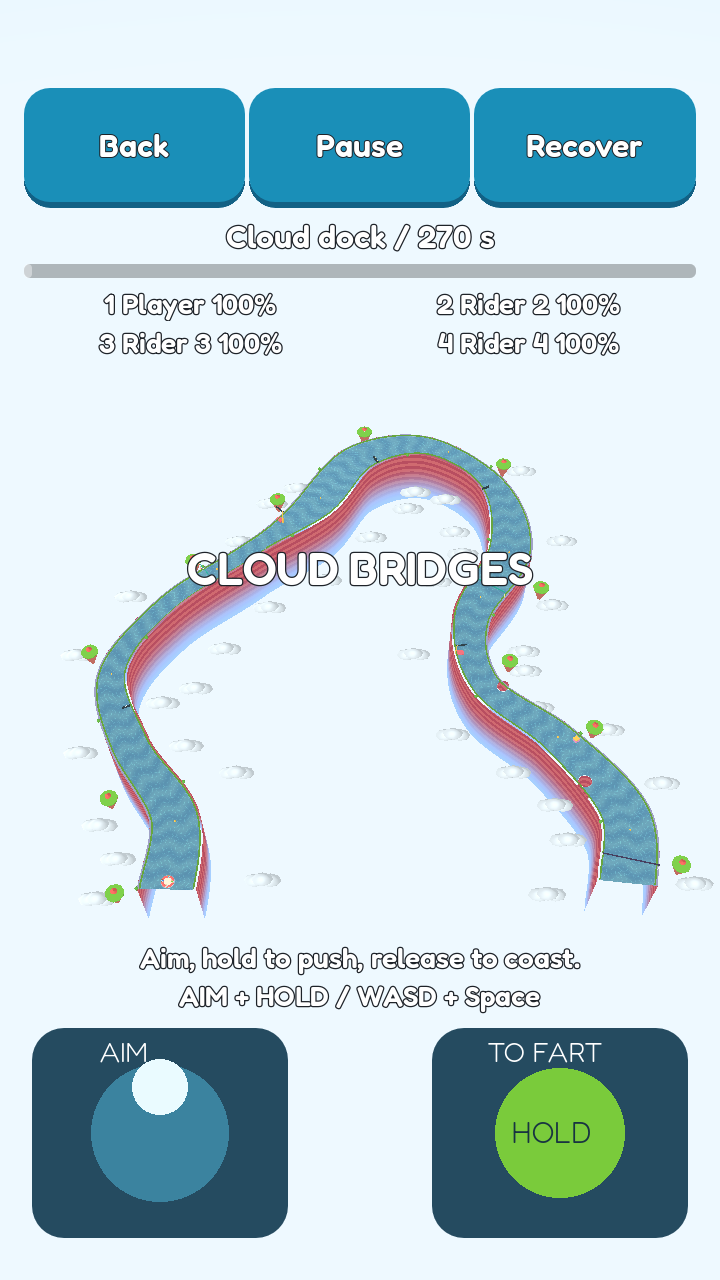 Back
Pause
Recover
Cloud dock / 270 s
1 Player 100%
2 Rider 2 100%
3 Rider 3 100%
4 Rider 4 100%
CLOUD BRIDGES
Aim, hold to push, release to coast.
AIM + HOLD / WASD + Space
AIM
TO FART
HOLD